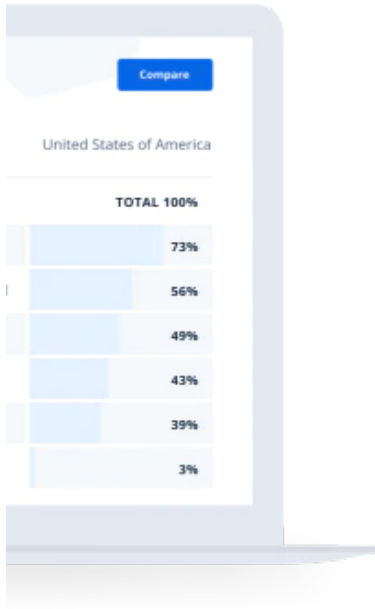 Compare
United States of America
TOTAL 100%
73%
56%
49%
43%
39%
3%